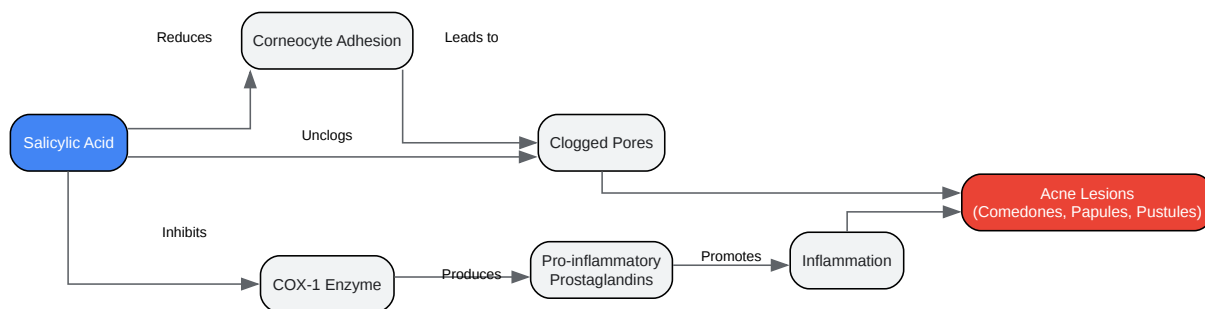 Reduces
Corneocyte Adhesion
Leads to
Salicylic Acid
Unclogs
Clogged Pores
Acne Lesions
(Comedones, Papules, Pustules)
Inhibits
COX-1 Enzyme
Produces
Pro-inflammatory
Prostaglandins
Promotes
Inflammation